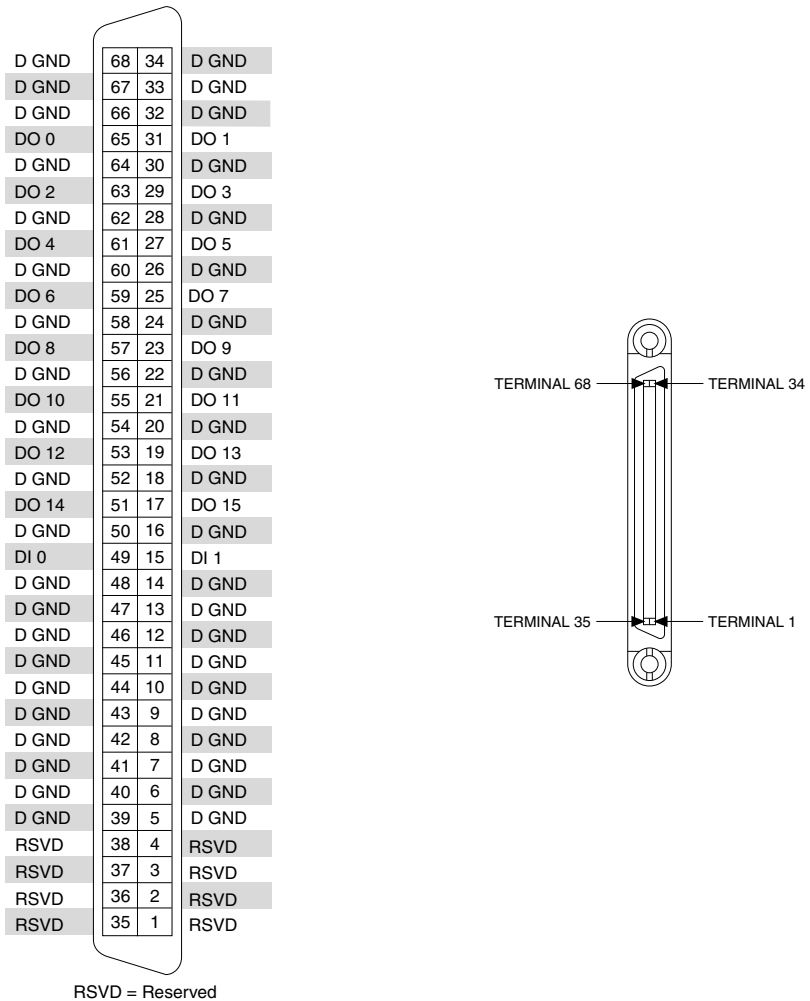 D GND 68 34 D GND
D GND 67 33 D GND
D GND 66 32 D GND
DO 0 65 31 DO 1
D GND 64 30 D GND
DO 2 63 29 DO 3
D GND 62 28 D GND
DO 4 61 27 DO 5
D GND 60 26 D GND
DO 6 59 25 DO 7
D GND 58 24 D GND
DO 8 57 23 DO 9
D GND 56 22 D GND
DO 10 55 21 DO 11
D GND 54 20 D GND
DO 12 53 19 DO 13
D GND 52 18 D GND
DO 14 51 17 DO 15
D GND 50 16 D GND
DI 0 49 15 DI 1
D GND 48 14 D GND
D GND 47 13 D GND
D GND 46 12 D GND
D GND 45 11 D GND
D GND 44 10 D GND
D GND 43 9 D GND
D GND 42 8 D GND
D GND 41 7 D GND
D GND 40 6 D GND
D GND 39 5 D GND
RSVD 38 4 RSVD
RSVD 37 3 RSVD
RSVD 36 2 RSVD
RSVD 35 1 RSVD
RSVD = Reserved
TERMINAL 68 TERMINAL 34
TERMINAL 35 TERMINAL 1